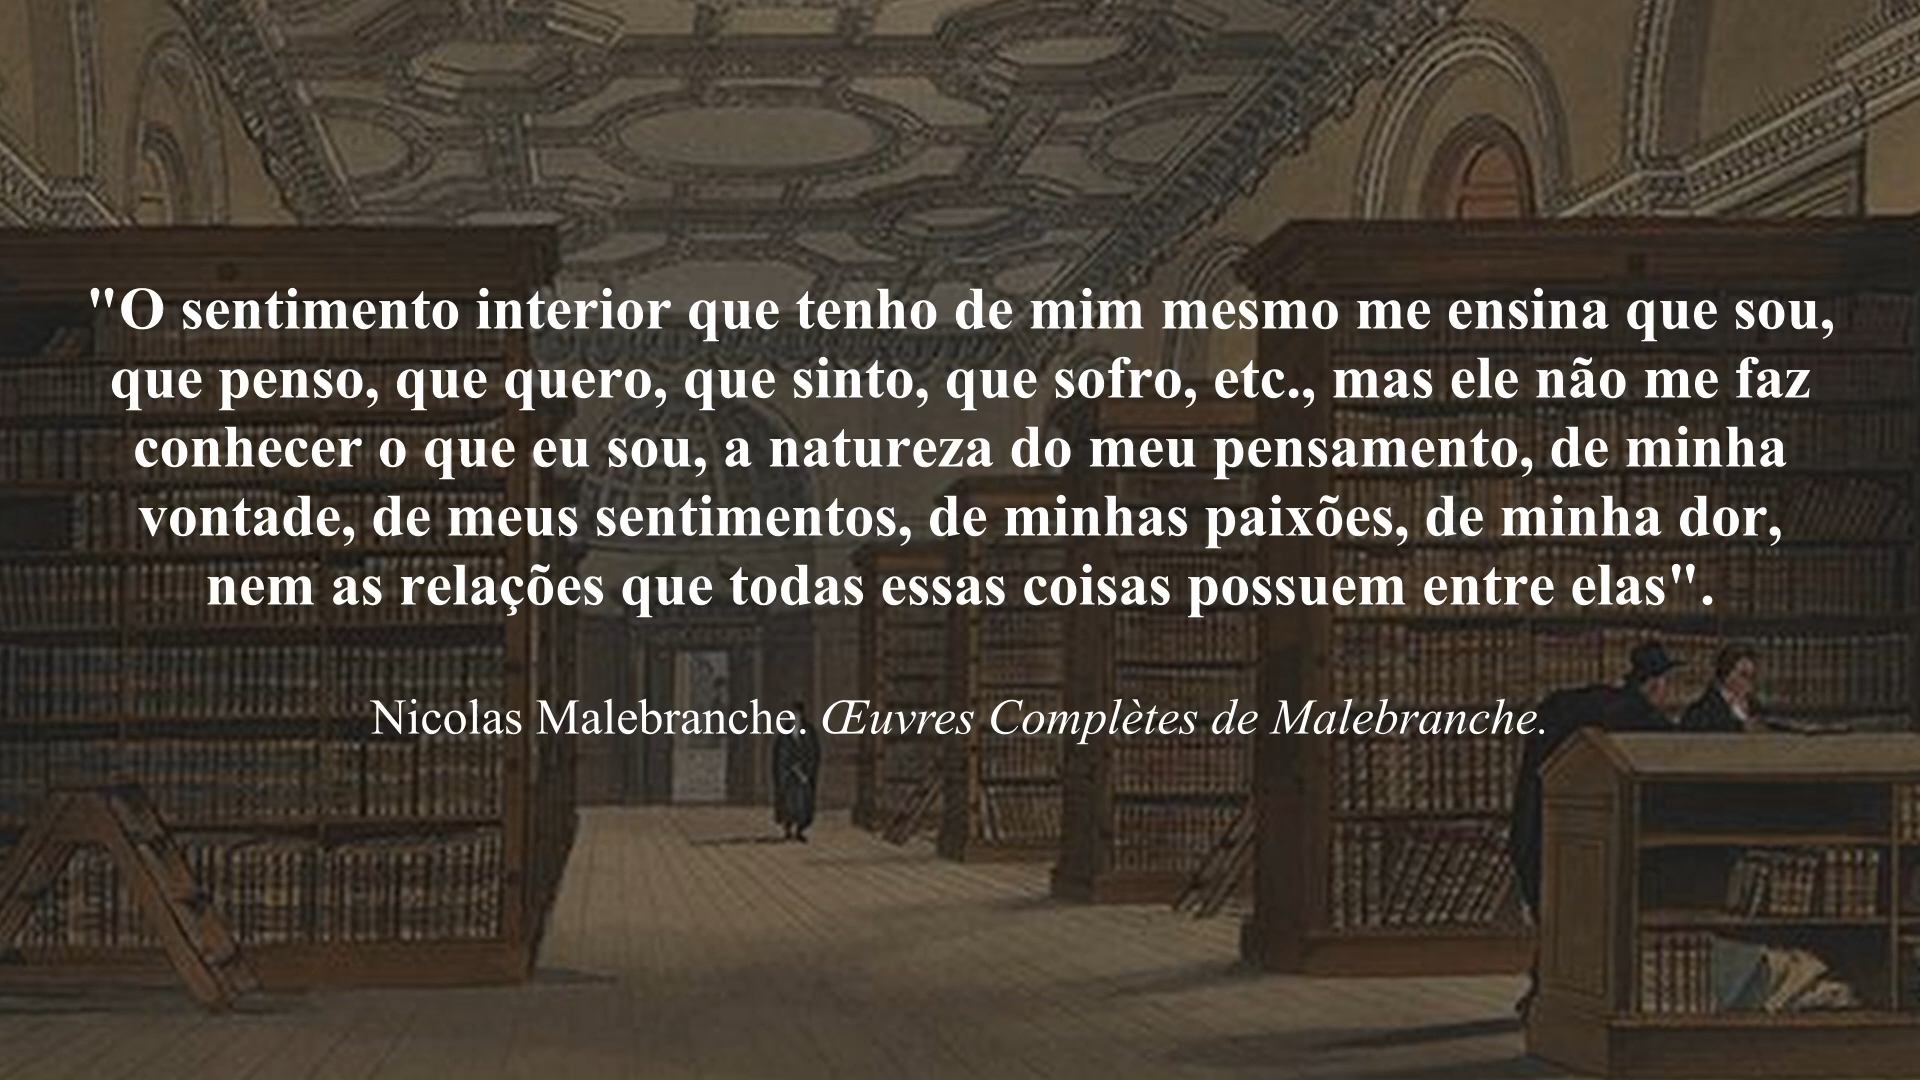 "O sentimento interior que tenho de mim mesmo me ensina que sou,
que penso, que quero, que sinto, que sofro, etc., mas ele não me faz
conhecer o que eu sou, a natureza do meu pensamento, de minha
vontade, de meus sentimentos, de minhas paixões, de minha dor,
nem as relações que todas essas coisas possuem entre elas".
Nicolas Malebranche. Œuvres Complètes de Malebranche.